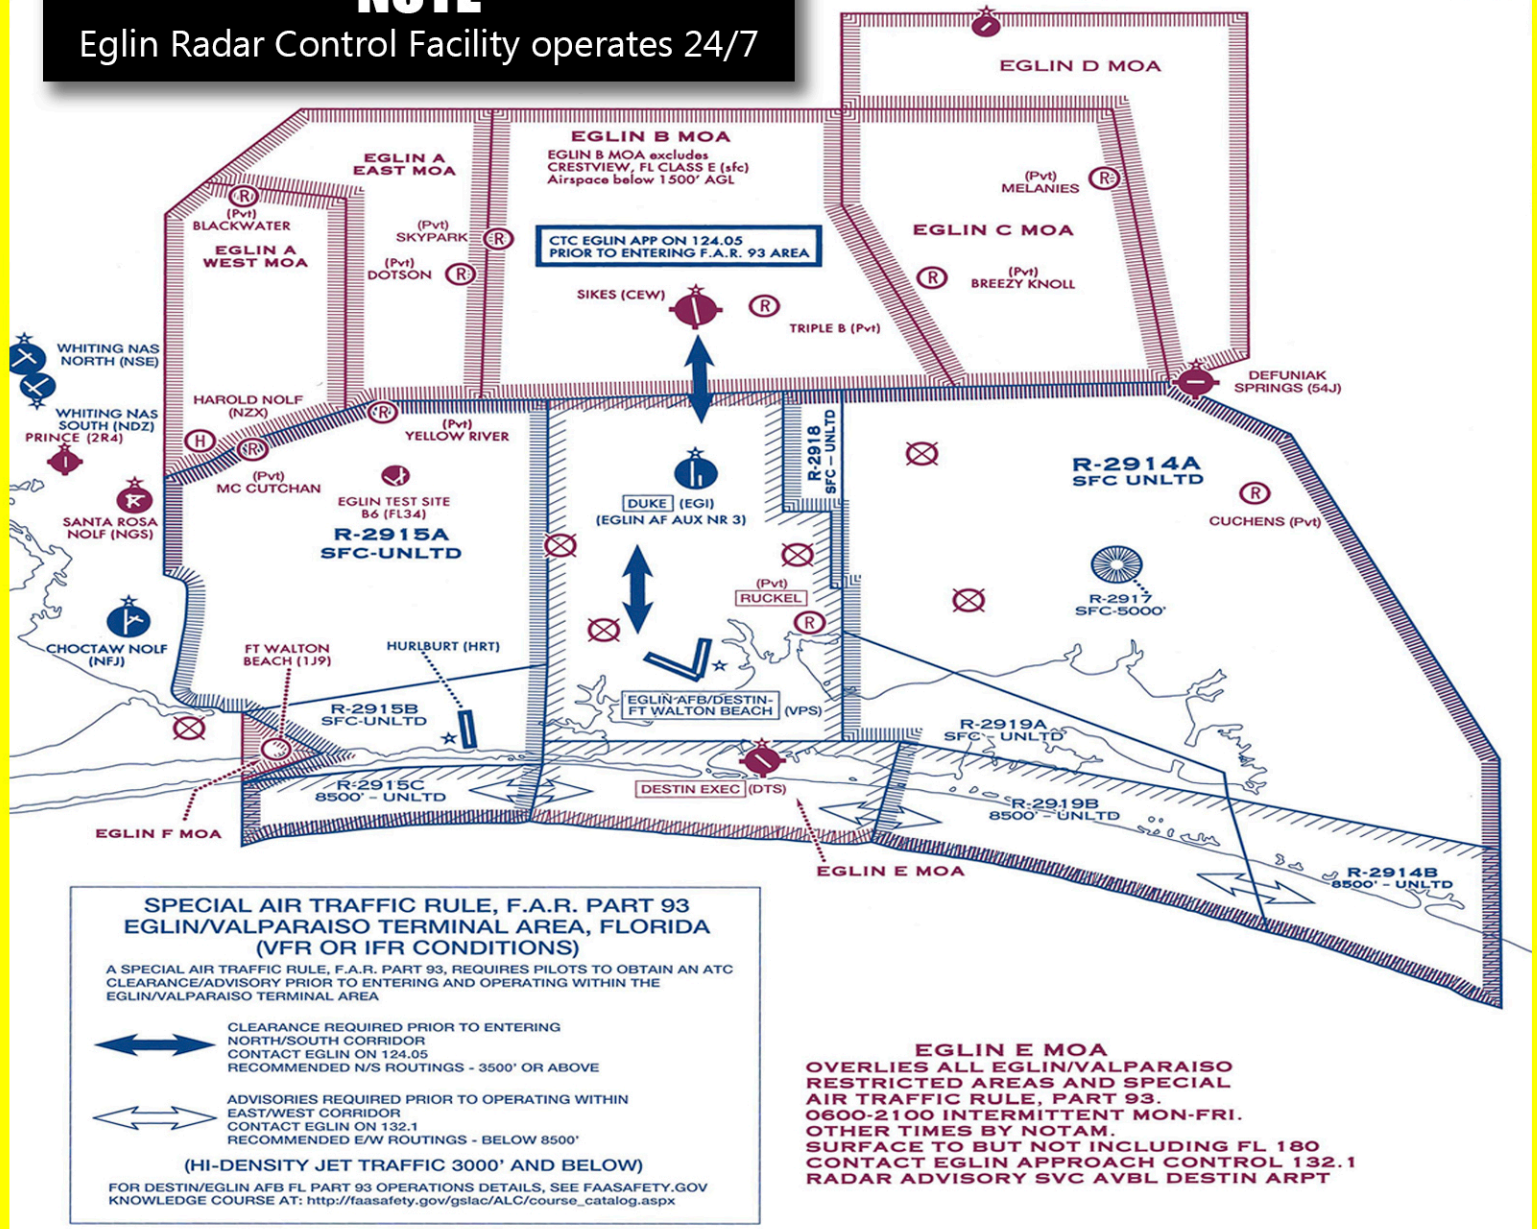 NOTE
Eglin Radar Control Facility operates 24/7
EGLIN D MOA
EGLIN B MOA
EGLIN B MOA excludes
CRESTVIEW, FL CLASS E (sfc)
Airspace below 1500' AGL
EGLIN A
EAST MOA
(Pvt)
MELANIES
(Pvt)
BLACKWATER
R
R
EGLIN A
WEST MOA
(Pvt)
SKYPARK
R
(Pvt)
DOTSON
R
CTC EGLIN APP ON 124.05
PRIOR TO ENTERING F.A.R. 93 AREA
EGLIN C MOA
R
(Pvt)
BREEZY KNOLL
SIKES (CEW)
R
TRIPLE B (Pvt)
WHITING NAS
NORTH (NSE)
WHITING NAS
SOUTH (NDZ)
PRINCE (2R4)
HAROLD NOLF
(NZX)
H
R
(Pvt)
MC CUTCHAN
R
(Pvt)
YELLOW RIVER
DEFUNIAK
SPRINGS (54J)
R-2918
SFC – UNLTD
R-2914A
SFC UNLTD
R
CUCHENS (Pvt)
SANTA ROSA
NOLF (NGS)
EGLIN TEST SITE
B6 (FL34)
R-2915A
SFC-UNLTD
DUKE (EGI)
(EGLIN AF AUX NR 3)
(Pvt)
RUCKEL
R
R-2917
SFC-5000'
CHOCTAW NOLF
(NFJ)
FT WALTON
BEACH (1J9)
HURLBURT (HRT)
R-2915B
SFC-UNLTD
EGLIN AFB/DESTIN-
FT WALTON BEACH (VPS)
R-2919A
SFC – UNLTD
R-2915C
8500' – UNLTD
DESTIN EXEC (DTS)
R-2919B
8500' – UNLTD
EGLIN F MOA
EGLIN E MOA
R-2914B
8500' – UNLTD
SPECIAL AIR TRAFFIC RULE, F.A.R. PART 93
EGLIN/VALPARAISO TERMINAL AREA, FLORIDA
(VFR OR IFR CONDITIONS)
A SPECIAL AIR TRAFFIC RULE, F.A.R. PART 93, REQUIRES PILOTS TO OBTAIN AN ATC
CLEARANCE/ADVISORY PRIOR TO ENTERING AND OPERATING WITHIN THE
EGLIN/VALPARAISO TERMINAL AREA
CLEARANCE REQUIRED PRIOR TO ENTERING
NORTH/SOUTH CORRIDOR
CONTACT EGLIN ON 124.05
RECOMMENDED N/S ROUTINGS - 3500' OR ABOVE
ADVISORIES REQUIRED PRIOR TO OPERATING WITHIN
EAST/WEST CORRIDOR
CONTACT EGLIN ON 132.1
RECOMMENDED E/W ROUTINGS - BELOW 8500'
(HI-DENSITY JET TRAFFIC 3000' AND BELOW)
FOR DESTIN/EGLIN AFB FL PART 93 OPERATIONS DETAILS, SEE FAASAFETY.GOV
KNOWLEDGE COURSE AT: http://faasafety.gov/gslac/ALC/course_catalog.aspx
EGLIN E MOA
OVERLIES ALL EGLIN/VALPARAISO
RESTRICTED AREAS AND SPECIAL
AIR TRAFFIC RULE, PART 93.
0600-2100 INTERMITTENT MON-FRI.
OTHER TIMES BY NOTAM.
SURFACE TO BUT NOT INCLUDING FL 180
CONTACT EGLIN APPROACH CONTROL 132.1
RADAR ADVISORY SVC AVBL DESTIN ARPT